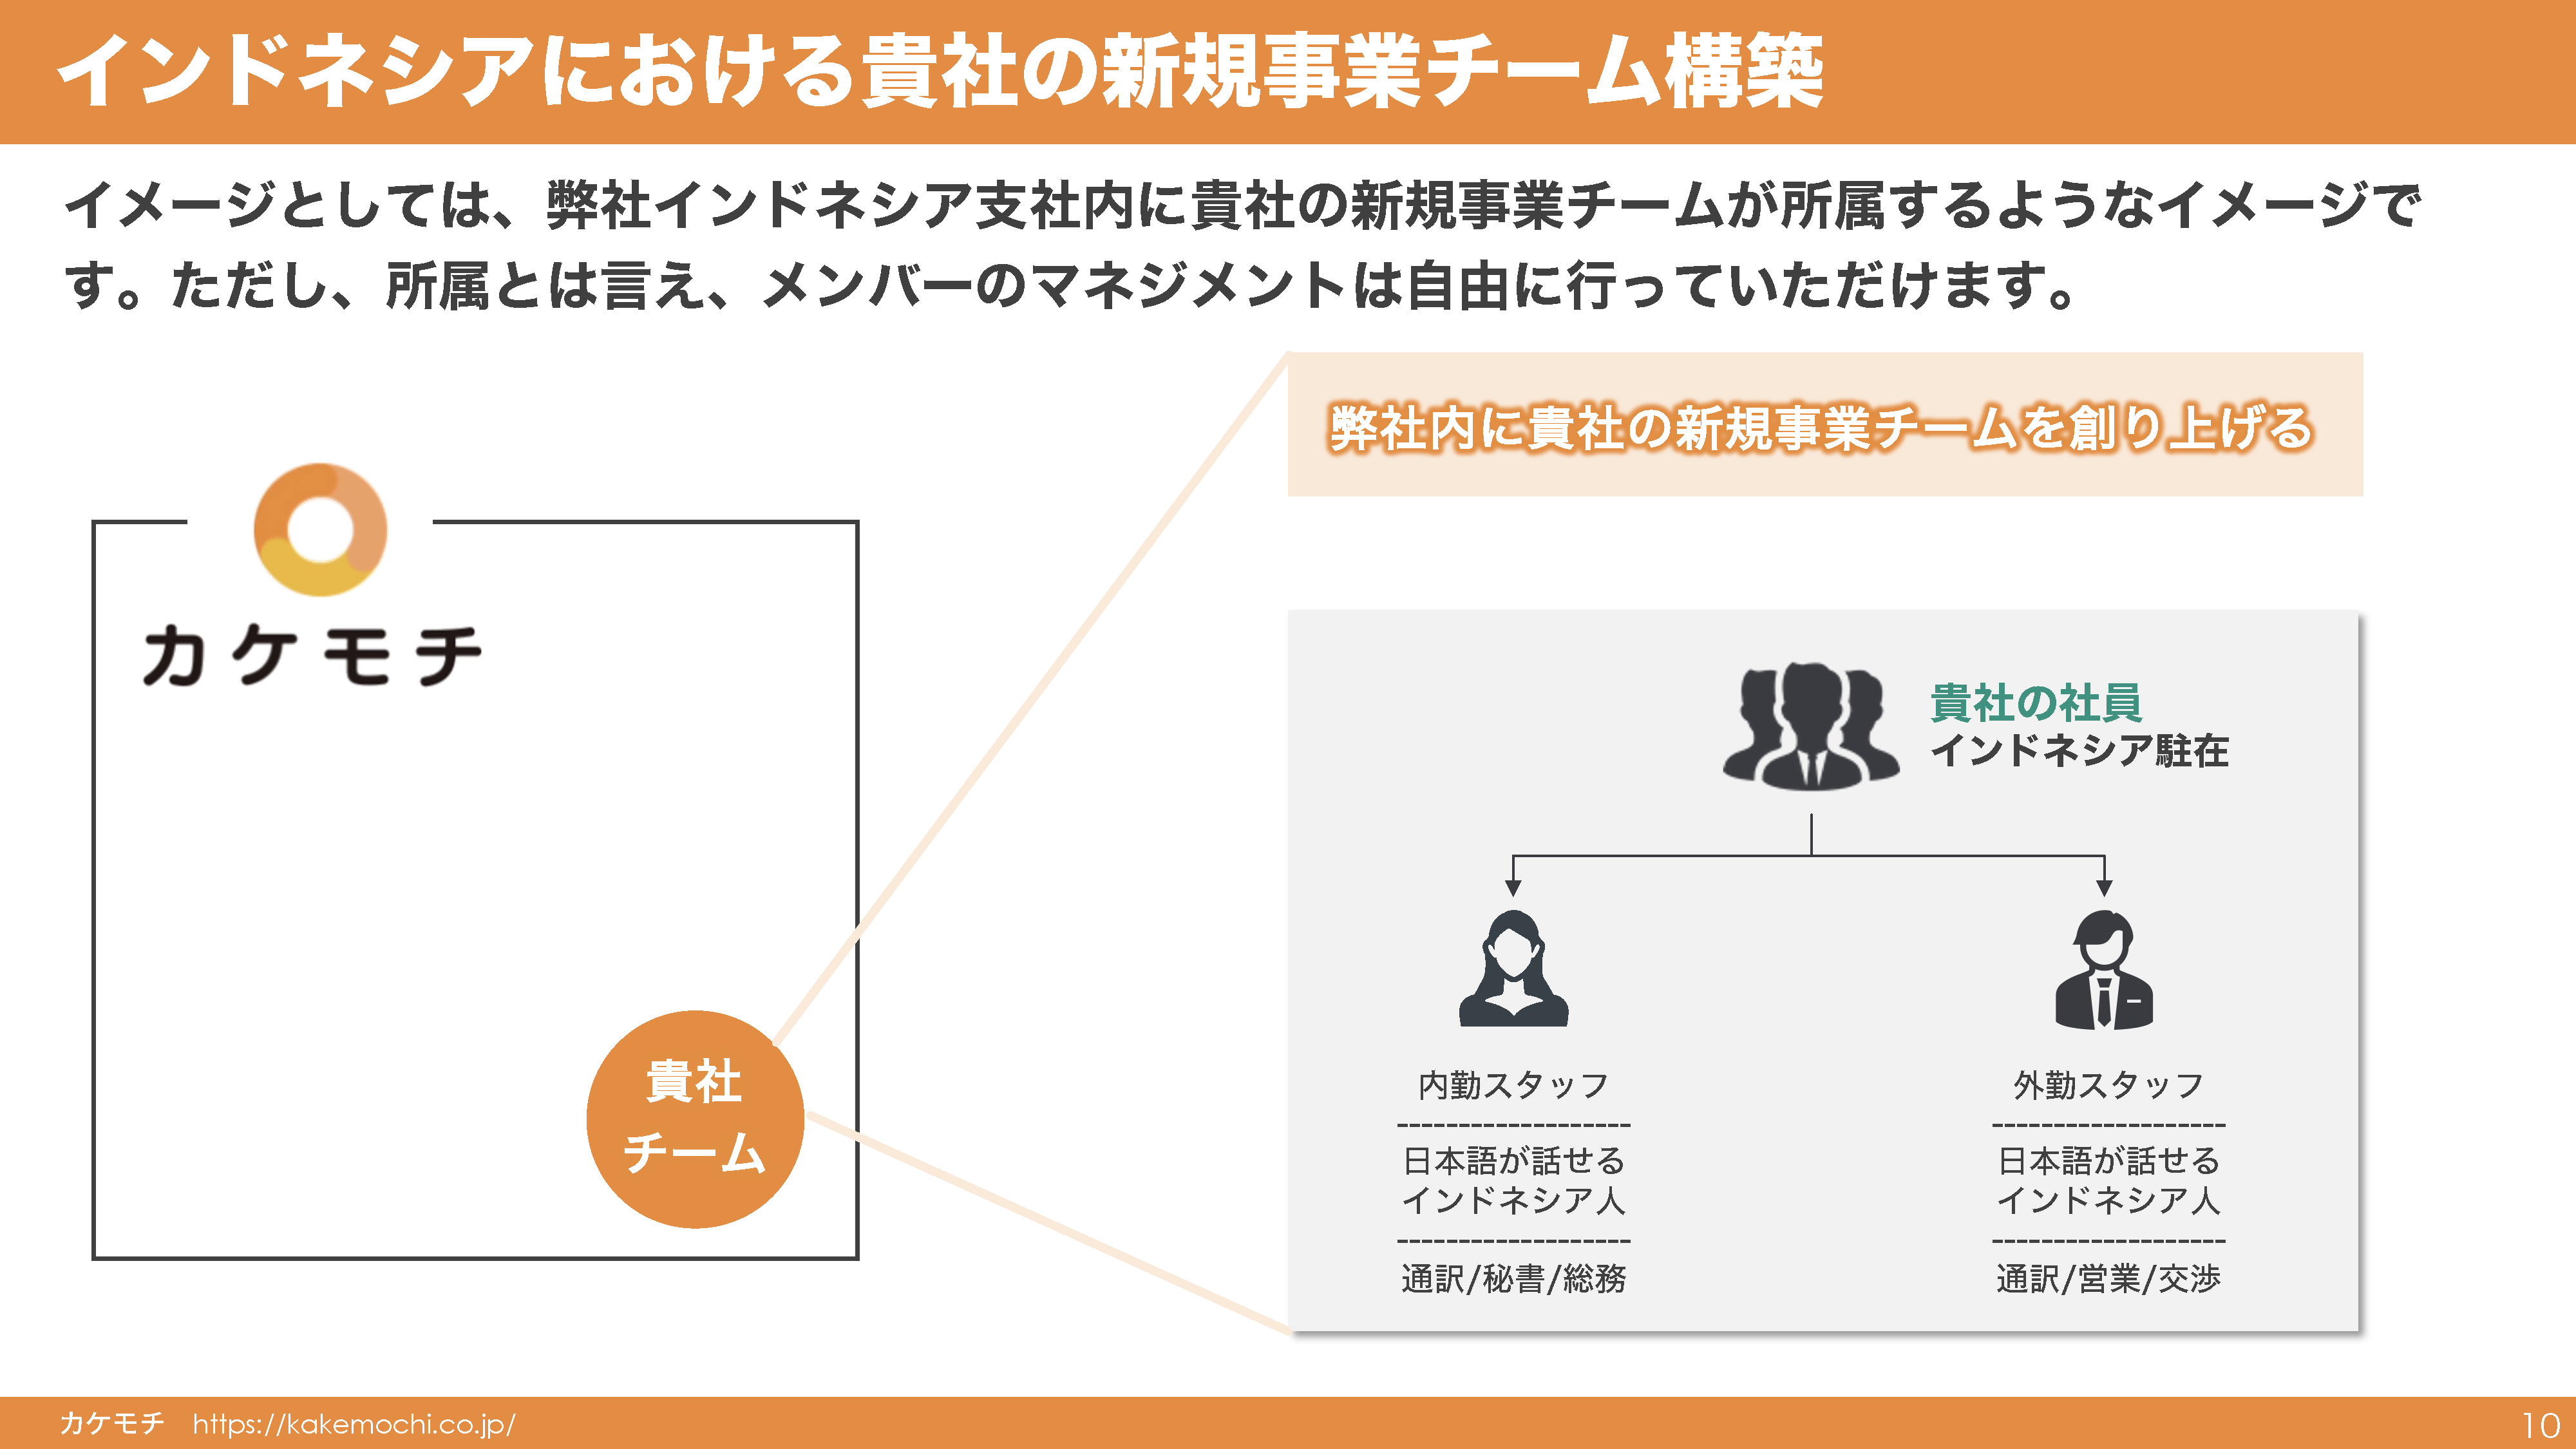 インドネシアにおける貴社の新規事業チーム構築
イメージとしては、弊社インドネシア支社内に貴社の新規事業チームが所属するようなイメージで
す。ただし、所属とは言え、メンバーのマネジメントは自由に行っていただけます。
弊社内に貴社の新規事業チームを創り上げる
カケモチ
貴社
チーム
貴社の社員
インドネシア駐在
内勤スタッフ
-------------------
日本語が話せる
インドネシア人
-------------------
通訳/秘書/総務
外勤スタッフ
-------------------
日本語が話せる
インドネシア人
-------------------
通訳/営業/交渉
カケモチ https://kakemochi.co.jp/
10